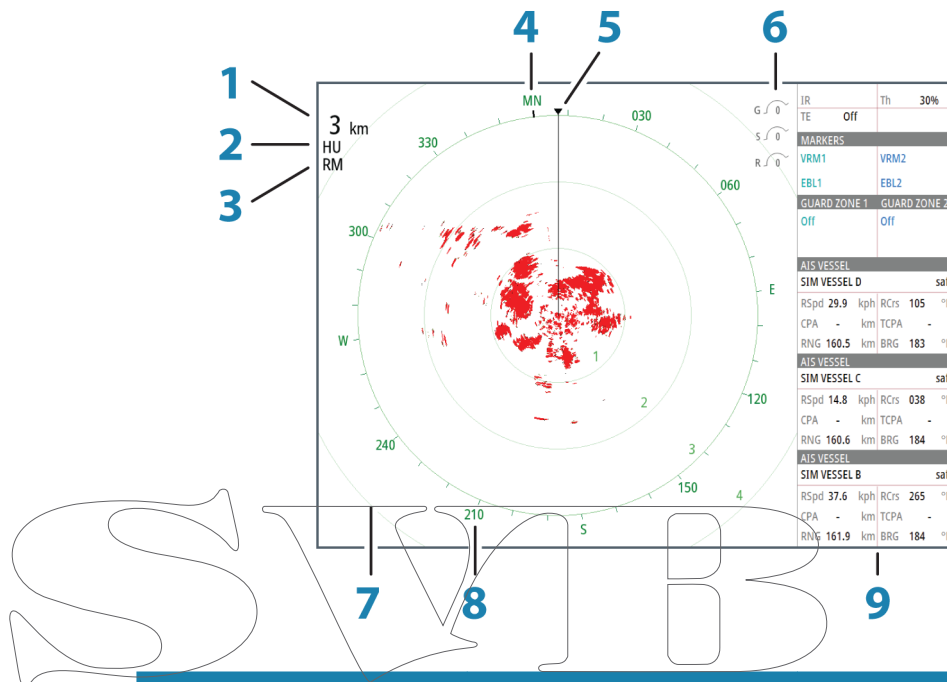 4 5 6
1
2
3
3 km
HU
RM
MN
030
060
E
120
150
S
210
240
W
300
330
1
2
3
4
G 0
S 0
R 0
IR Th 30%
TE Off
MARKERS
VRM1 VRM2
EBL1 EBL2
GUARD ZONE 1 GUARD ZONE 2
Off Off
AIS VESSEL
SIM VESSEL D
RSpd 29.9 kph RCrs 105
CPA - km TCPA -
RNG 160.5 km BRG 183
AIS VESSEL
SIM VESSEL C
RSpd 14.8 kph RCrs 038
CPA - km TCPA -
RNG 160.6 km BRG 184
AIS VESSEL
SIM VESSEL B
RSpd 37.6 kph RCrs 265
CPA - km TCPA -
RNG 161.9 km BRG 184
7 8 9
SVB